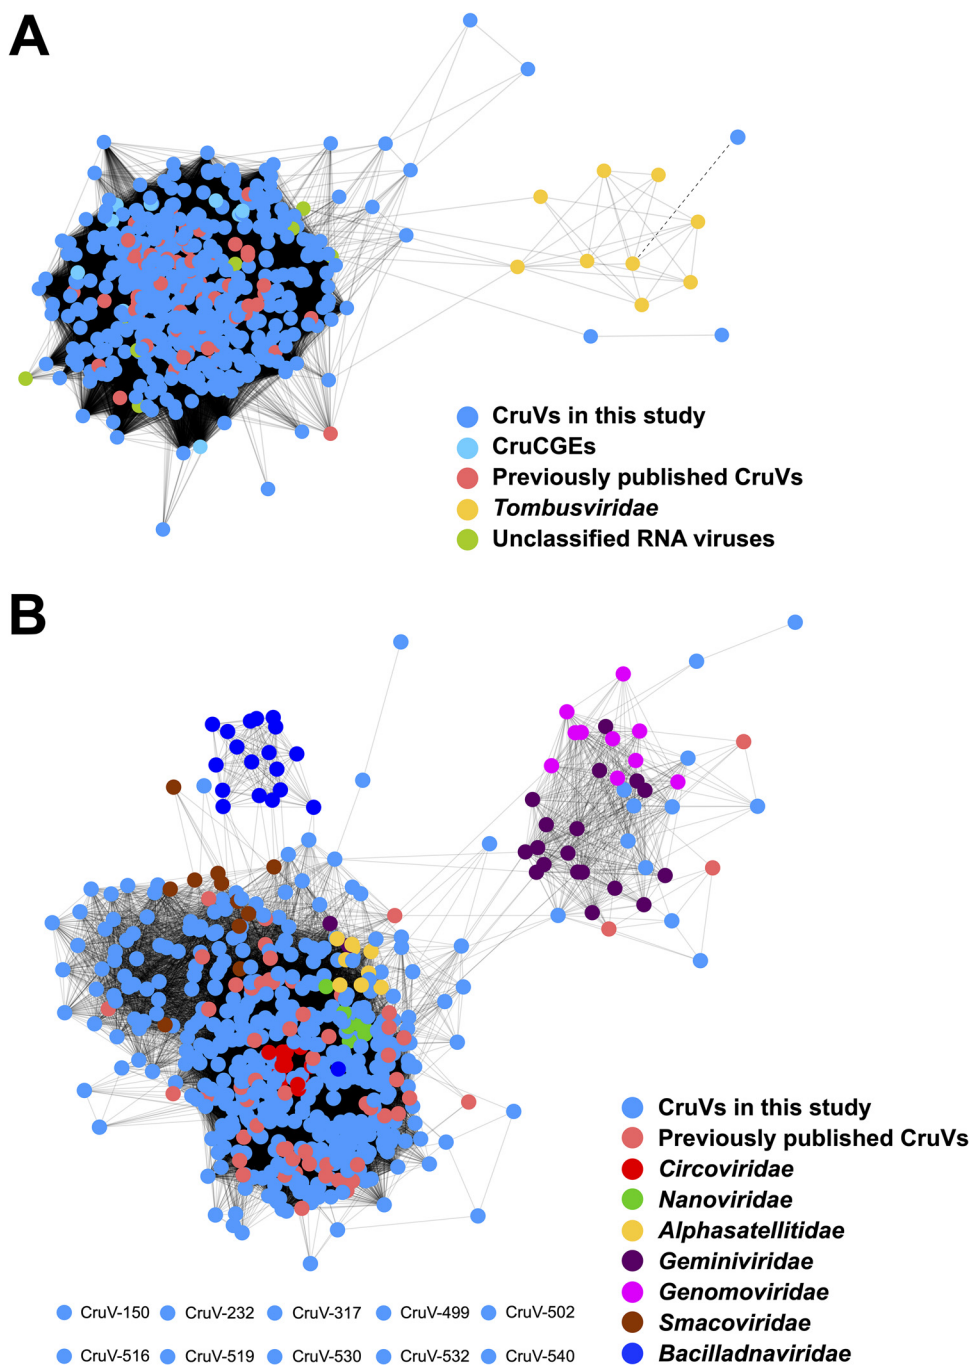 A
CruVs in this study
CruCGEs
Previously published CruVs
Tombusviridae
Unclassified RNA viruses
B
CruVs in this study
Previously published CruVs
Circoviridae
Nanoviridae
Alphasatellitidae
Geminiviridae
Genomoviridae
Smacoviridae
Bacilladnaviridae
CruV-150 CruV-232 CruV-317 CruV-499 CruV-502
CruV-516 CruV-519 CruV-530 CruV-532 CruV-540